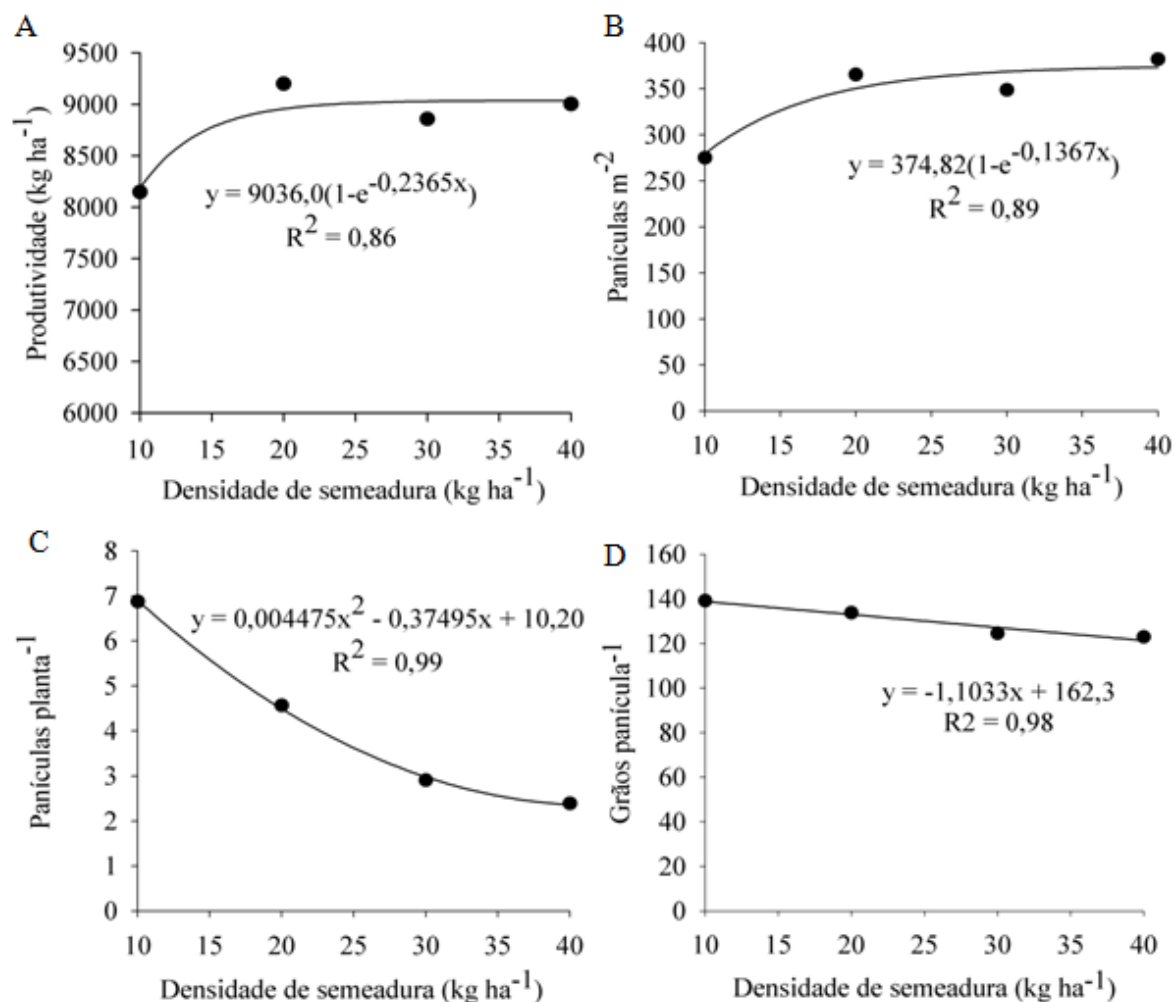 A
Produtividade (kg ha-1)
9500
9000
8500
8000
7500
7000
6500
6000
y = 9036,0(1-e-0,2365x)
R2 = 0,86
10 20 30 40
Densidade de semeadura (kg ha-1)
B
Panículas m-2
400
350
300
250
200
150
100
50
0
y = 374,82(1-e-0,1367x)
R2 = 0,89
10 15 20 25 30 35 40
Densidade de semeadura (kg ha-1)
C
Panículas planta-1
8
7
6
5
4
3
2
1
0
y = 0,004475x2 - 0,37495x + 10,20
R2 = 0,99
10 15 20 25 30 35 40
Densidade de semeadura (kg ha-1)
D
Grãos panícula-1
160
140
120
100
80
60
40
20
0
y = -1,1033x + 162,3
R2 = 0,98
10 15 20 25 30 35 40
Densidade de semeadura (kg ha-1)